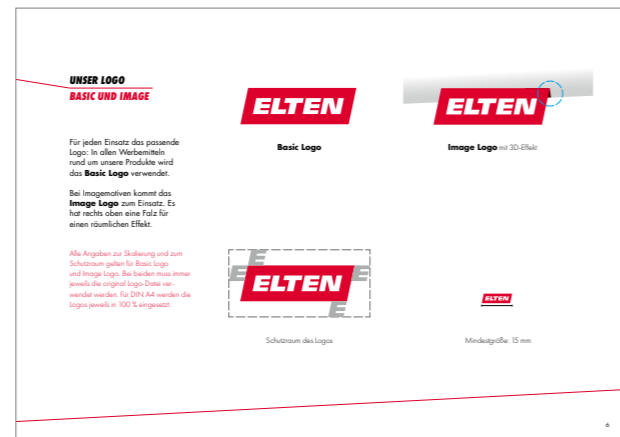 UNSER LOGO
BASIC UND IMAGE
Für jeden Einsatz das passende
Logo: In allen Werbemitteln
rund um unsere Produkte wird
das Basic Logo verwendet.
Bei Imagemotiven kommt das
Image Logo zum Einsatz. Es
hat rechts oben eine Falz für
einen räumlichen Effekt.
Alle Angaben zur Skalierung und zum
Schutzraum gelten für Basic Logo
und Image Logo. Bei beiden muss immer
jeweils die original Logo-Datei ver-
wendet werden. Für DIN A4 werden die
Logos jeweils in 100 % eingesetzt.
ELTEN
Basic Logo
ELTEN
Image Logo mit 3D-Effekt
E
E ELTEN E
E
Schutzraum des Logos
ELTEN
Mindestgröße: 15 mm
6